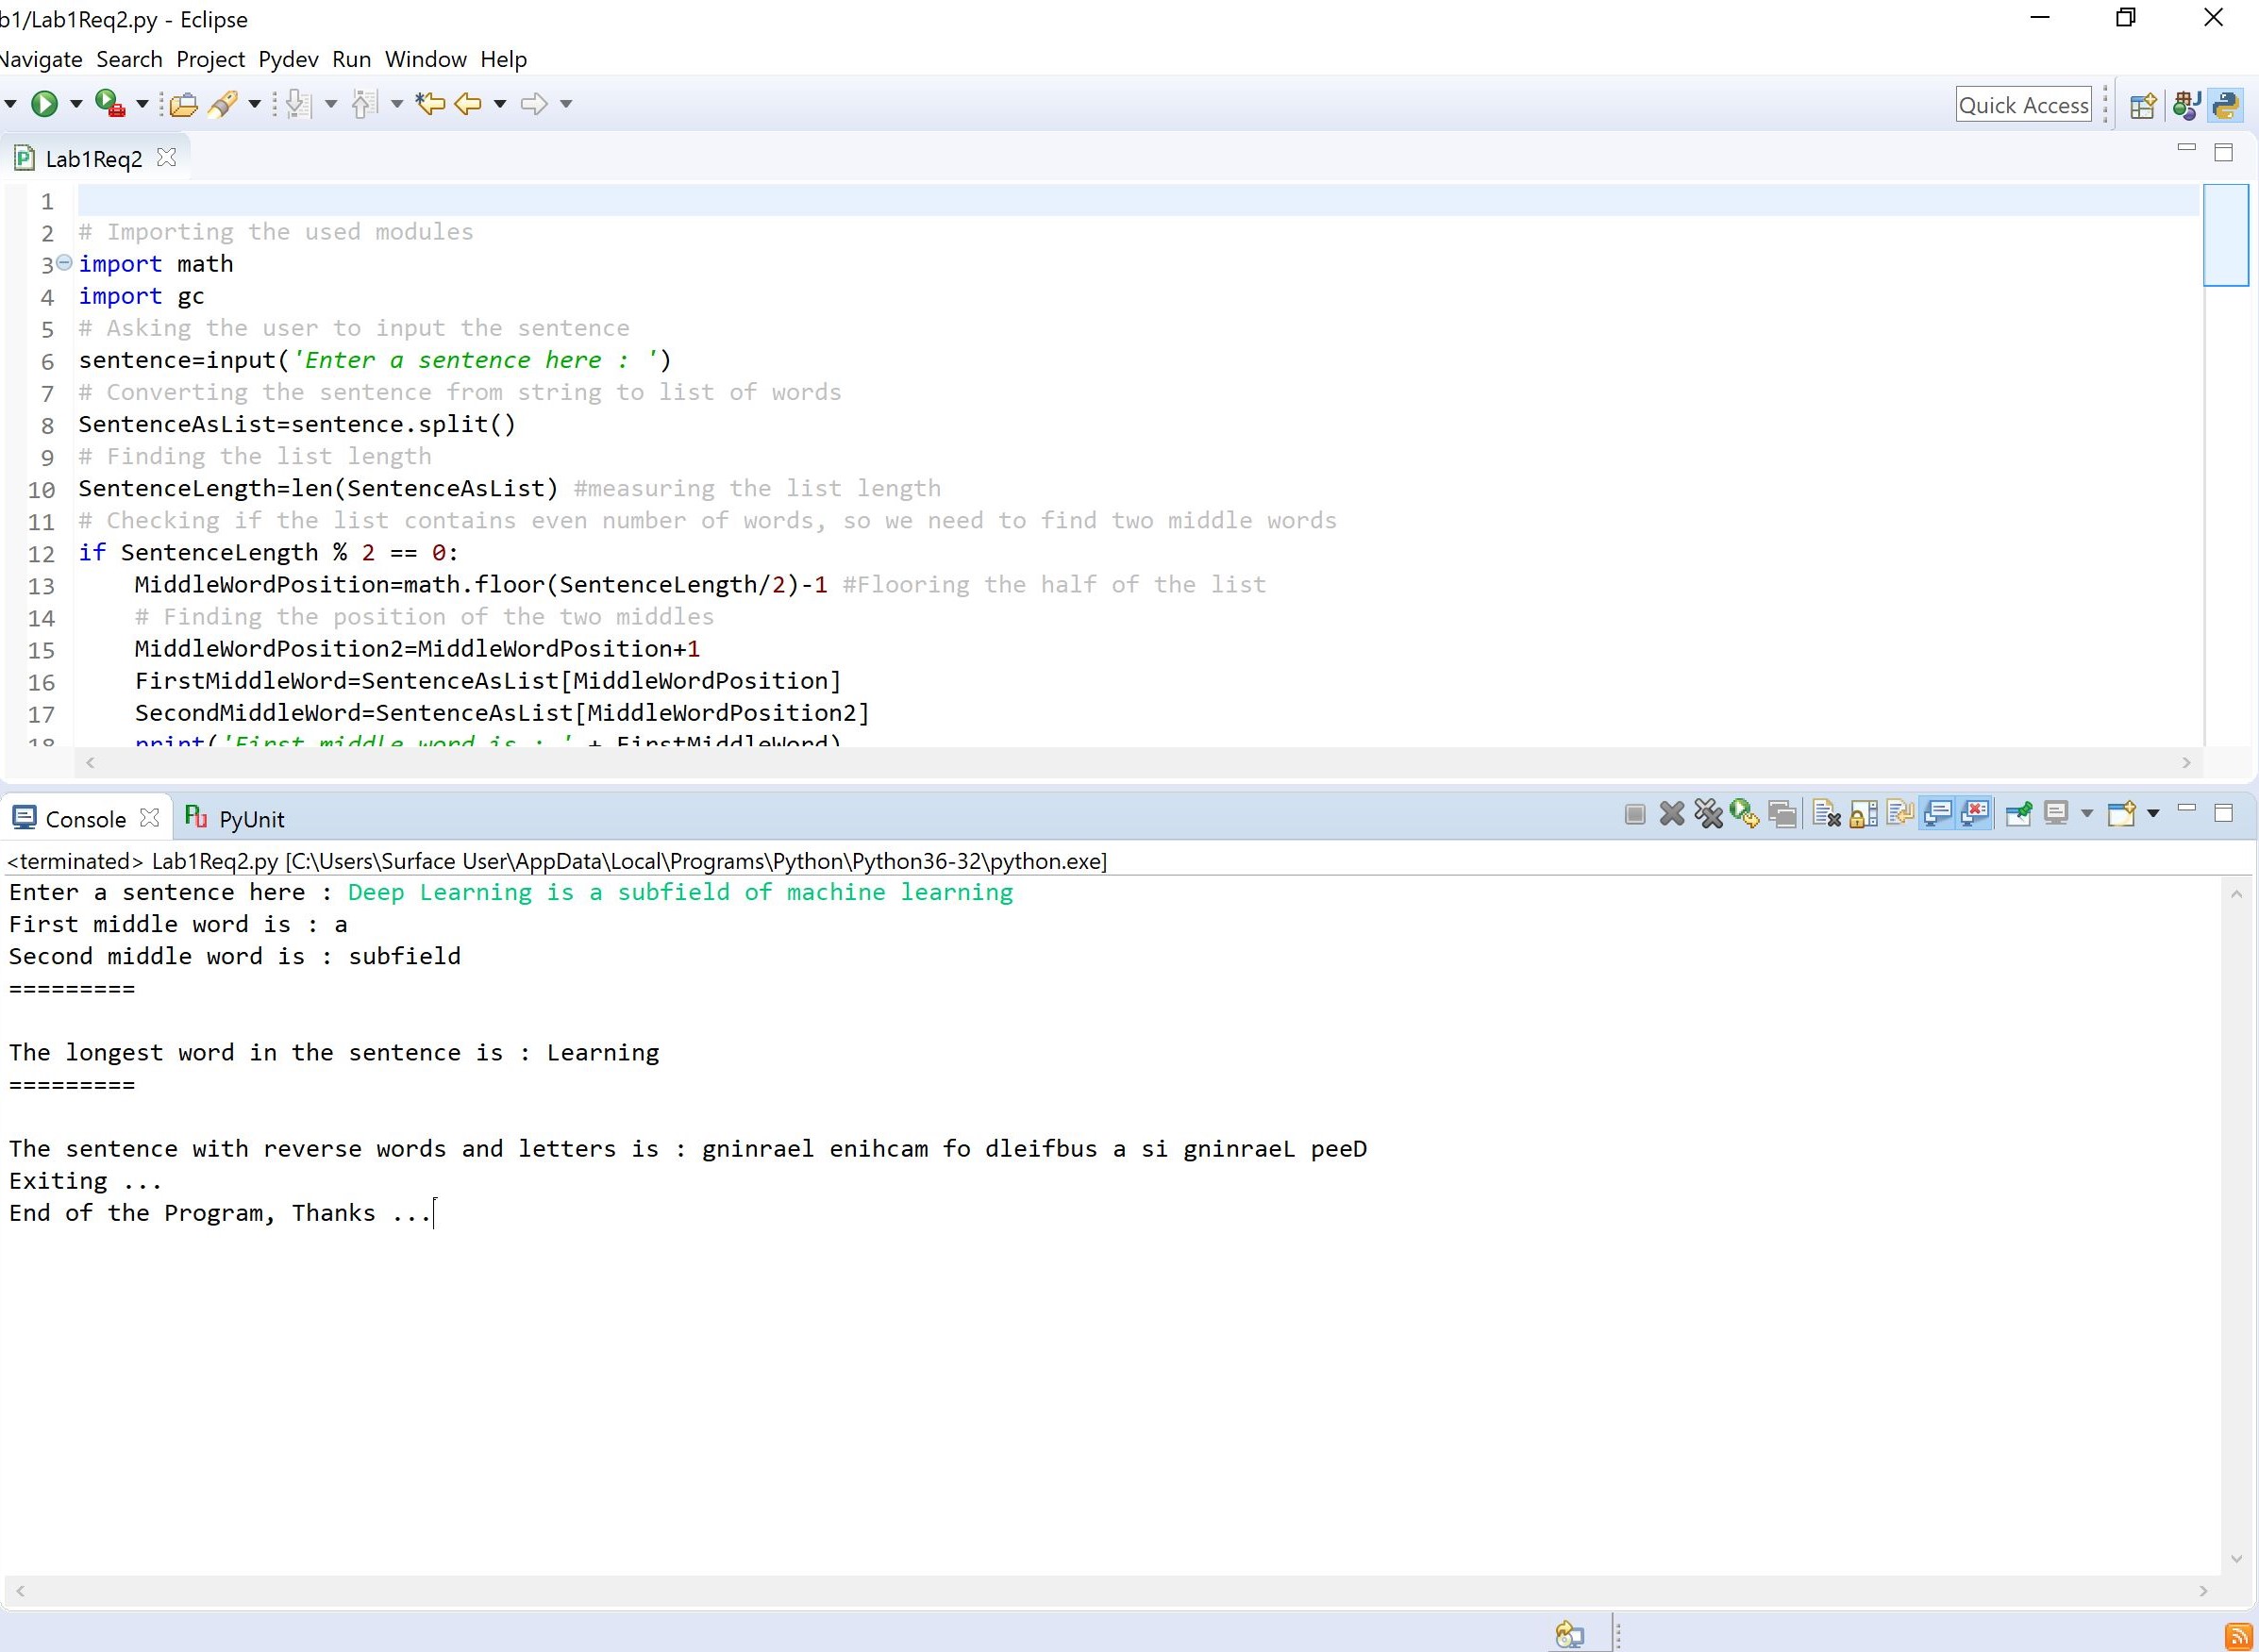 b1/Lab1Req2.py - Eclipse
Navigate Search Project Pydev Run Window Help
Quick Access
Lab1Req2
1
2 # Importing the used modules
3 import math
4 import gc
5 # Asking the user to input the sentence
6 sentence=input('Enter a sentence here : ')
7 # Converting the sentence from string to list of words
8 SentenceAsList=sentence.split()
9 # Finding the list length
10 SentenceLength=len(SentenceAsList) #measuring the list length
11 # Checking if the list contains even number of words, so we need to find two middle words
12 if SentenceLength % 2 == 0:
13 MiddleWordPosition=math.floor(SentenceLength/2)-1 #Flooring the half of the list
14 # Finding the position of the two middles
15 MiddleWordPosition2=MiddleWordPosition+1
16 FirstMiddleWord=SentenceAsList[MiddleWordPosition]
17 SecondMiddleWord=SentenceAsList[MiddleWordPosition2]
18 print('First middle word is : ' + FirstMiddleWord)
Console PyUnit
<terminated> Lab1Req2.py [C:\Users\Surface User\AppData\Local\Programs\Python\Python36-32\python.exe]
Enter a sentence here : Deep Learning is a subfield of machine learning
First middle word is : a
Second middle word is : subfield
=========
The longest word in the sentence is : Learning
=========
The sentence with reverse words and letters is : gninrael enihcam fo dleifbus a si gninraeL peeD
Exiting ...
End of the Program, Thanks ...